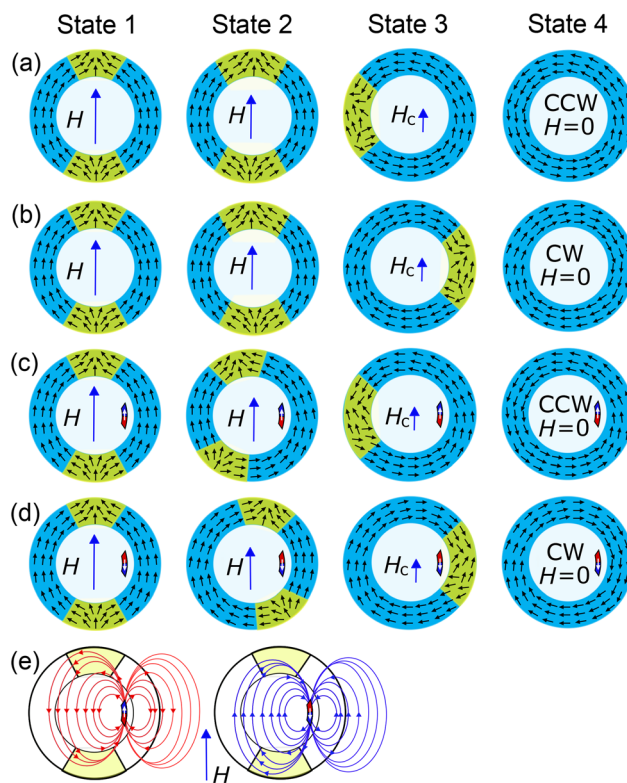 State 1 State 2 State 3 State 4
(a) H H Hc CCW
H=0
(b) H H Hc CW
H=0
(c) H H Hc CCW
H=0
(d) H H Hc CW
H=0
(e) H